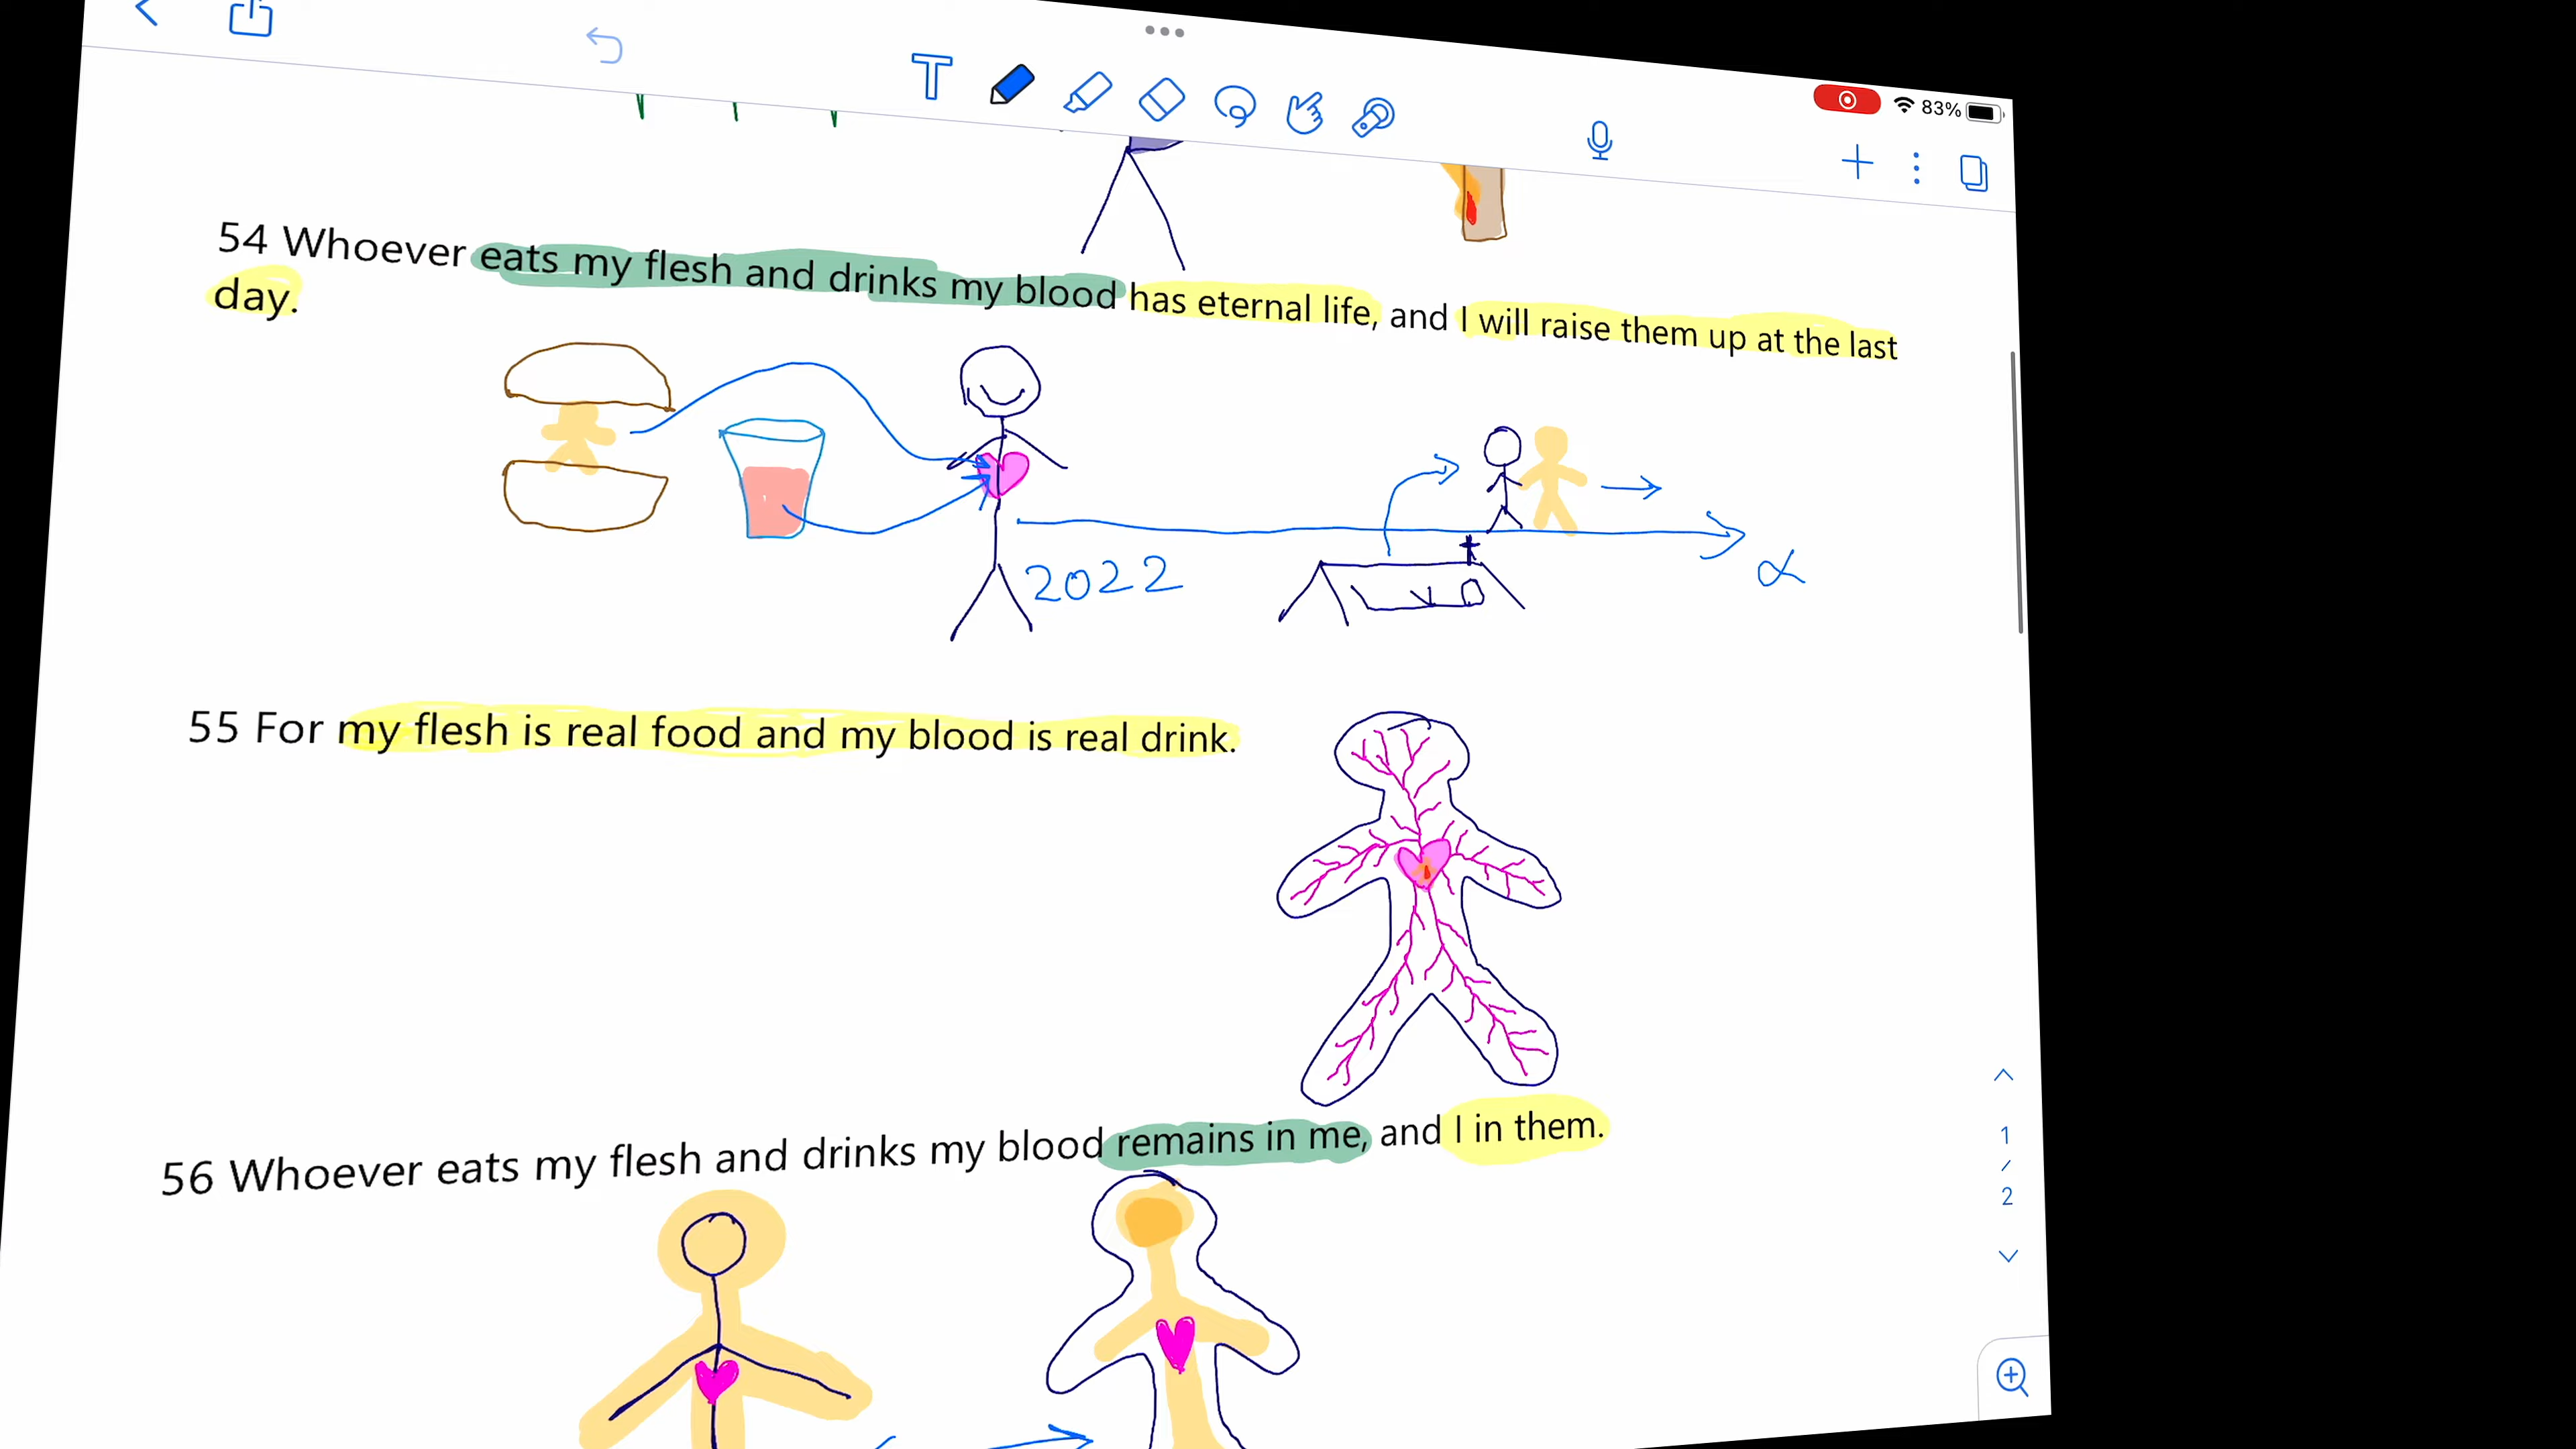 83%
T
54 Whoever eats my flesh and drinks my blood has eternal life, and I will raise them up at the last
day.
2022
55 For my flesh is real food and my blood is real drink.
56 Whoever eats my flesh and drinks my blood remains in me, and I in them.
1
/
2